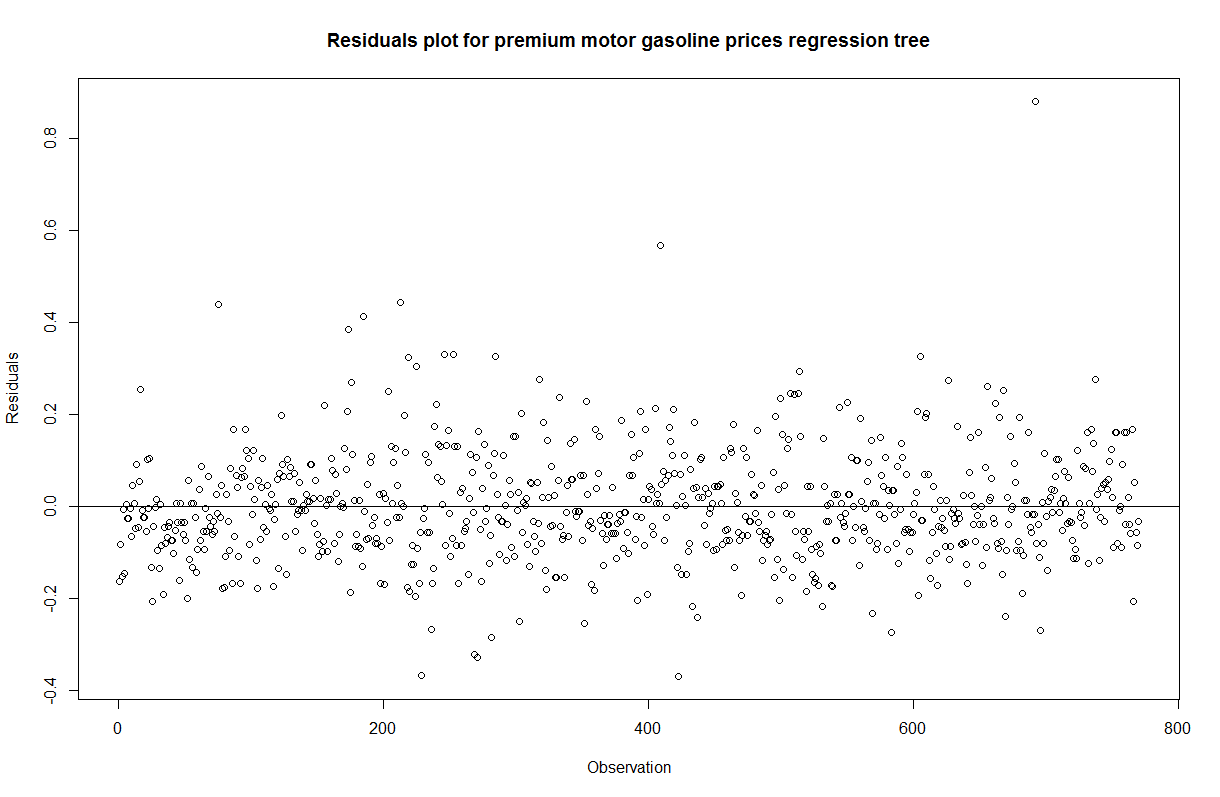 Residuals plot for premium motor gasoline prices regression tree
Residuals
0.8
0.6
0.4
0.2
0.0
-0.2
-0.4
0 200 400 600 800
Observation